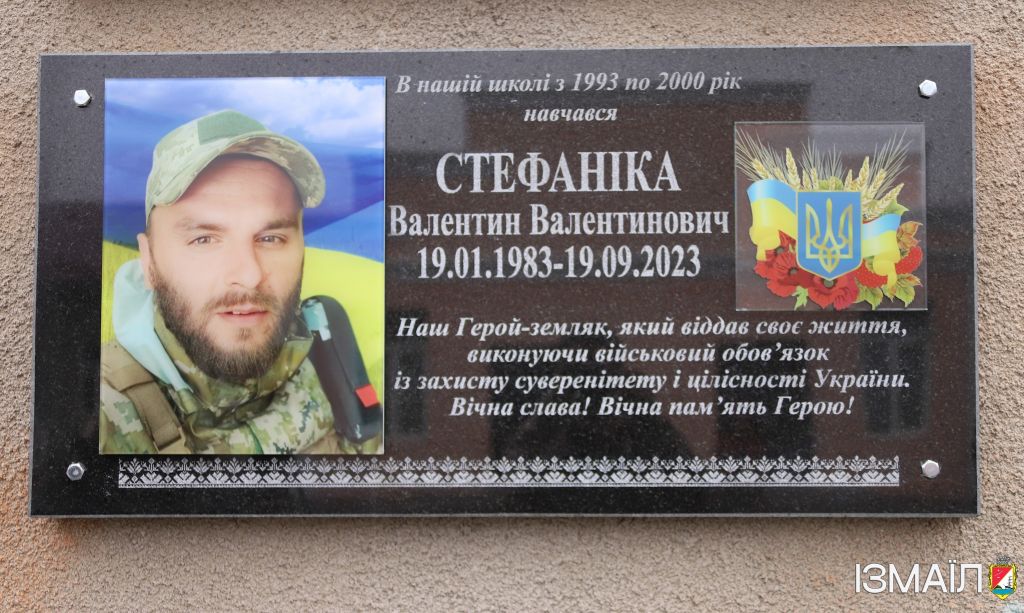 В нашій школі з 1993 по 2000 рік
навчався
СТЕФАНІКА
Валентин Валентинович
19.01.1983-19.09.2023
Наш Герой-земляк, який віддав своє життя,
виконуючи військовий обов’язок
із захисту суверенітету і цілісності України.
Вічна слава! Вічна пам’ять Герою!
ІЗМАЇЛ